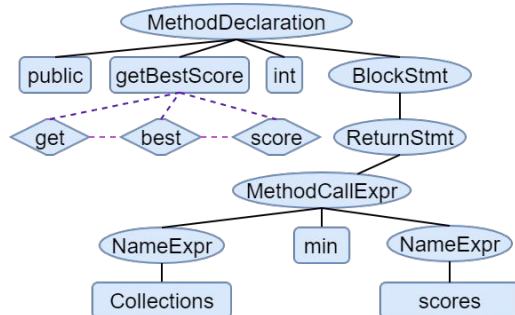 MethodDeclaration
public getBestScore int BlockStmt
get best score ReturnStmt
MethodCallExpr
NameExpr min NameExpr
Collections scores